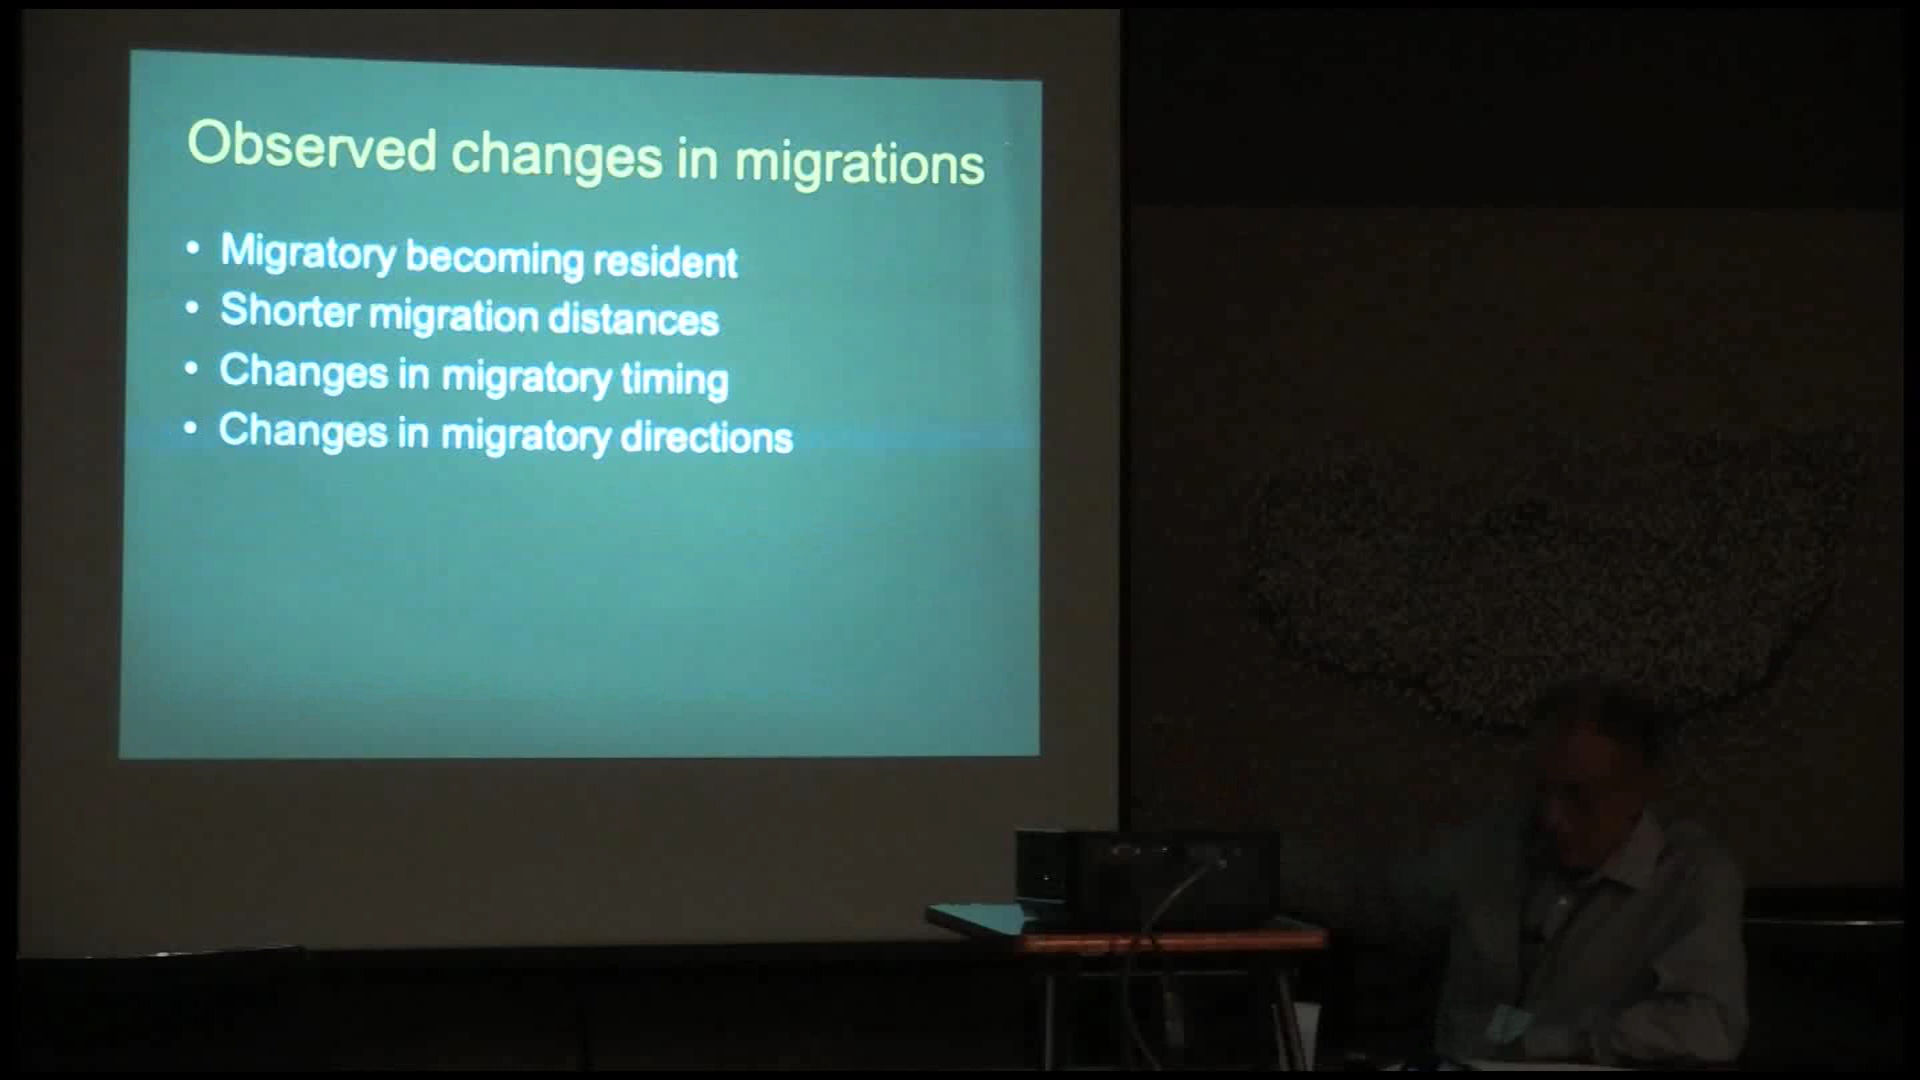 Observed changes in migrations
• Migratory becoming resident
• Shorter migration distances
• Changes in migratory timing
• Changes in migratory directions